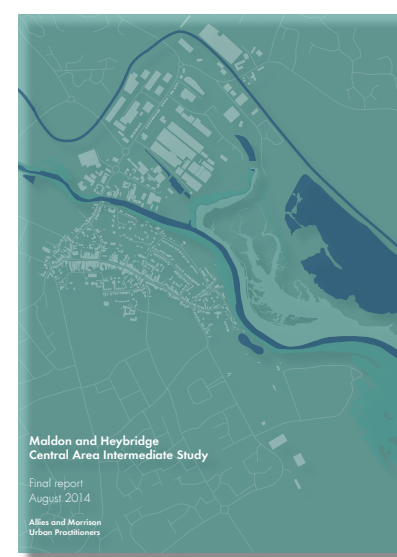 Maldon and Heybridge
Central Area Intermediate Study
Final report
August 2014
Allies and Morrison
Urban Practitioners